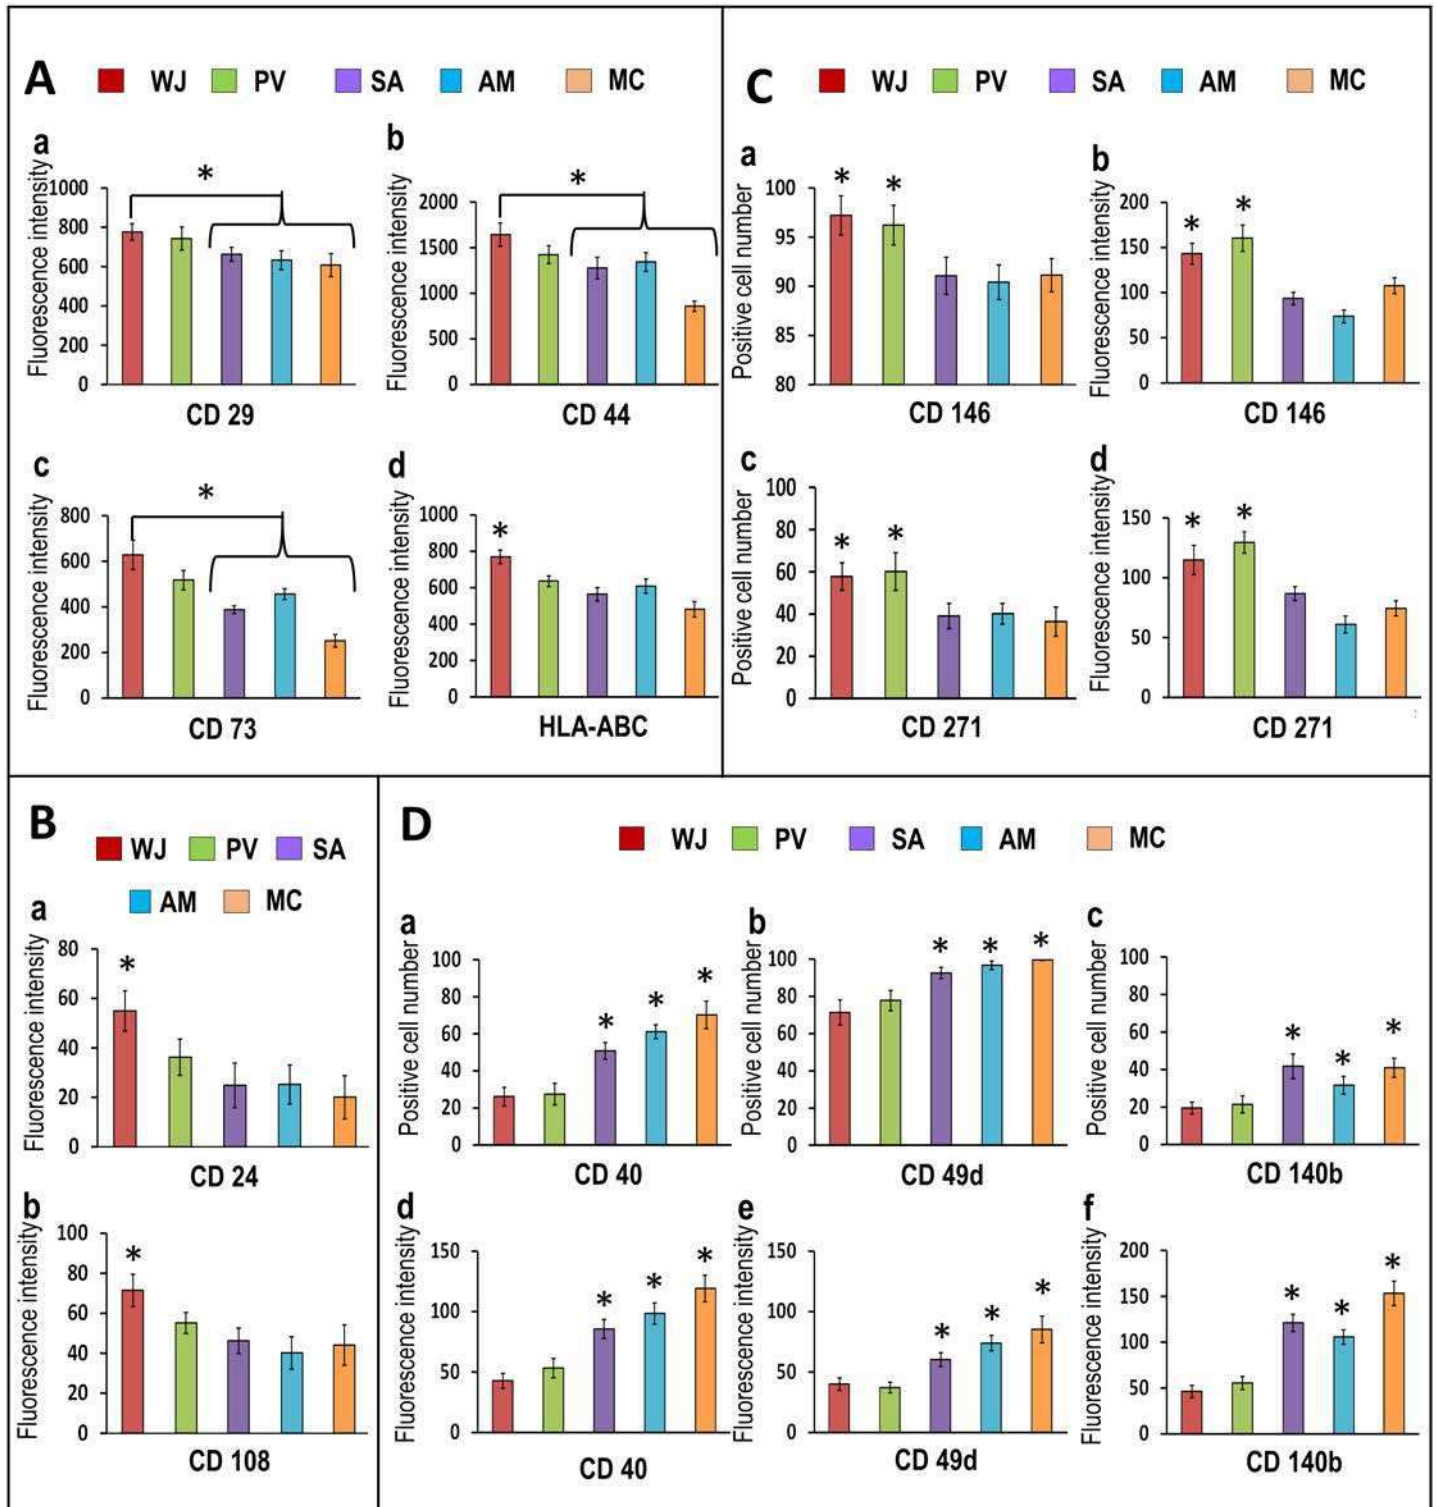 A WJ PV SA AM MC
a
Fluorescence intensity
1000
800
600
400
200
0
*
CD 29
b
Fluorescence intensity
2000
1500
1000
500
0
*
CD 44
c
Fluorescence intensity
800
600
400
200
0
*
CD 73
d
Fluorescence intensity
1000
800
600
400
200
0
*
HLA-ABC
C WJ PV SA AM MC
a
Positive cell number
100
95
90
85
80
* *
CD 146
b
Fluorescence intensity
200
150
100
50
0
* *
CD 146
c
Positive cell number
100
80
60
40
20
0
* *
CD 271
d
Fluorescence intensity
150
100
50
0
* *
CD 271
B WJ PV SA
AM MC
a
Fluorescence intensity
80
60
40
20
0
*
CD 24
b
Fluorescence intensity
100
80
60
40
20
0
*
CD 108
D WJ PV SA AM MC
a
Positive cell number
100
80
60
40
20
0
* * *
CD 40
b
Positive cell number
100
80
60
40
20
0
* * *
CD 49d
c
Positive cell number
100
80
60
40
20
0
* * *
CD 140b
d
Fluorescence intensity
150
100
50
0
* * *
CD 40
e
Fluorescence intensity
150
100
50
0
* * *
CD 49d
f
Fluorescence intensity
200
150
100
50
0
* * *
CD 140b